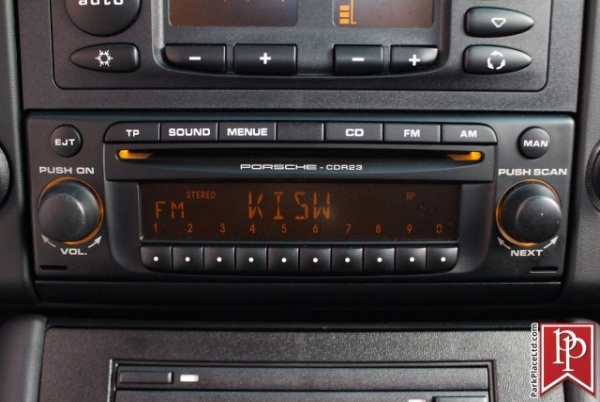 AUTO
EJT TP SOUND MENUE CD FM AM MAN
PUSH ON PORSCHE - CDR23 PUSH SCAN
STEREO RP
FM KISW
1 2 3 4 5 6 7 8 9 0
VOL. NEXT
ParkPlaceLtd.com
PP